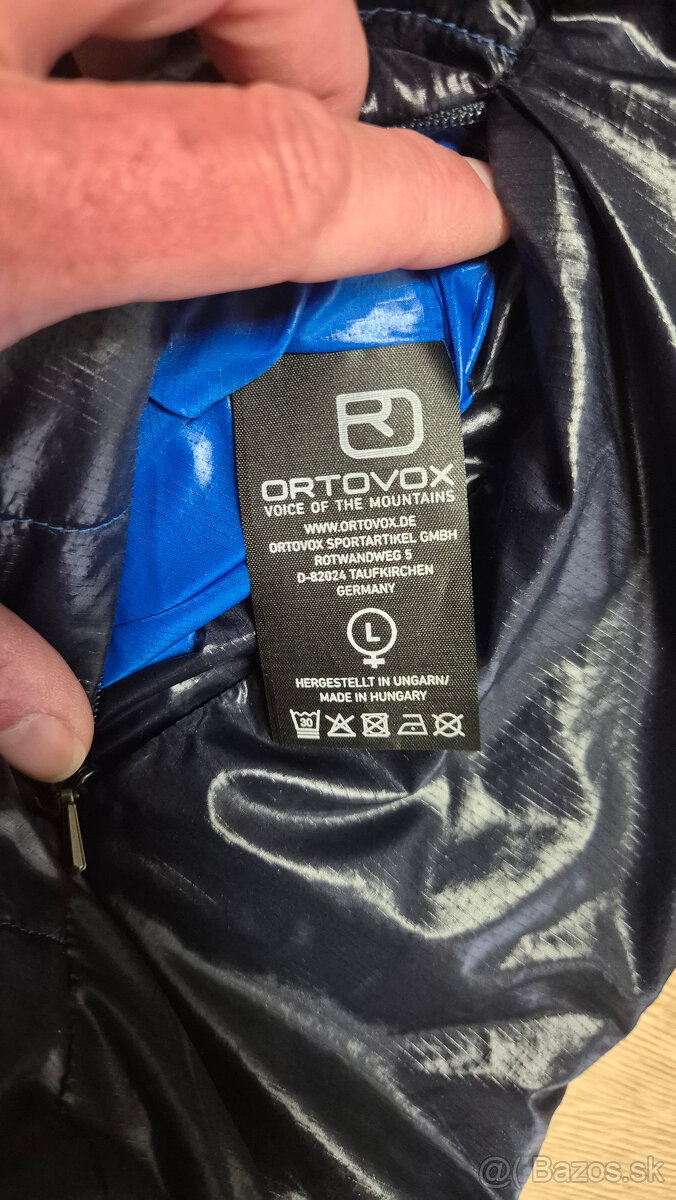 ORTOVOX
VOICE OF THE MOUNTAINS
WWW.ORTOVOX.DE
ORTOVOX SPORTARTIKEL GMBH
ROTWANDWEG 5
D-82024 TAUFKIRCHEN
GERMANY
L
HERGESTELLT IN UNGARN/
MADE IN HUNGARY
30
@(Bazos.sk